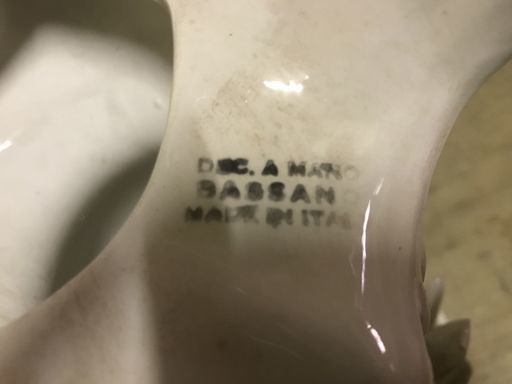 DEC. A MANO
BASSANO
MADE IN ITALY